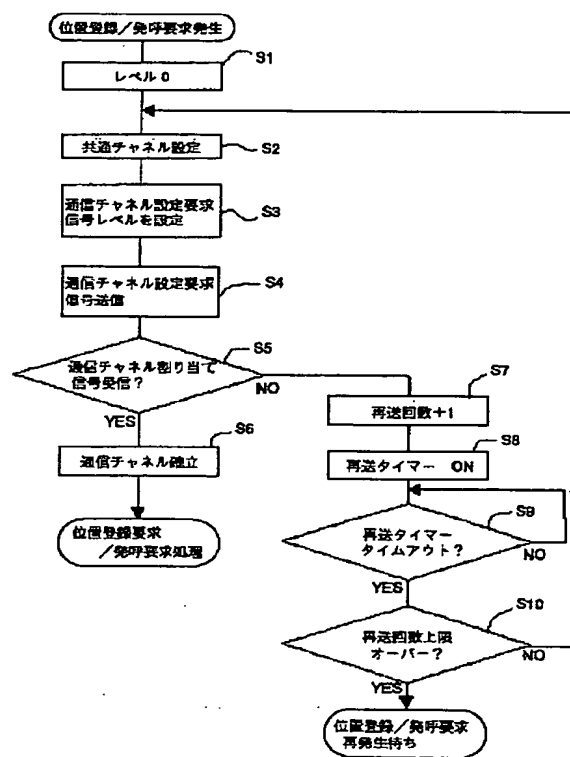 位置登録／発呼要求発生
S1
レベル 0
共通チャネル設定
S2
通信チャネル設定要求
信号レベルを設定
S3
通信チャネル設定要求
信号送信
S4
S5
通信チャネル割り当て
信号受信？
NO
YES
S6
通信チャネル確立
位置登録要求
／発呼要求処理
S7
再送回数＋1
S8
再送タイマー ON
S9
再送タイマー
タイムアウト？
NO
YES
S10
再送回数上限
オーバー？
NO
YES
位置登録／発呼要求
再発生待ち